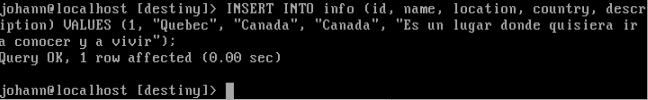 johann@localhost [destiny]> INSERT INTO info (id, name, location, country, descr
iption) VALUES (1, "Quebec", "Canada", "Canada", "Es un lugar donde quisiera ir
a conocer y a vivir");
Query OK, 1 row affected (0.00 sec)
johann@localhost [destiny]>